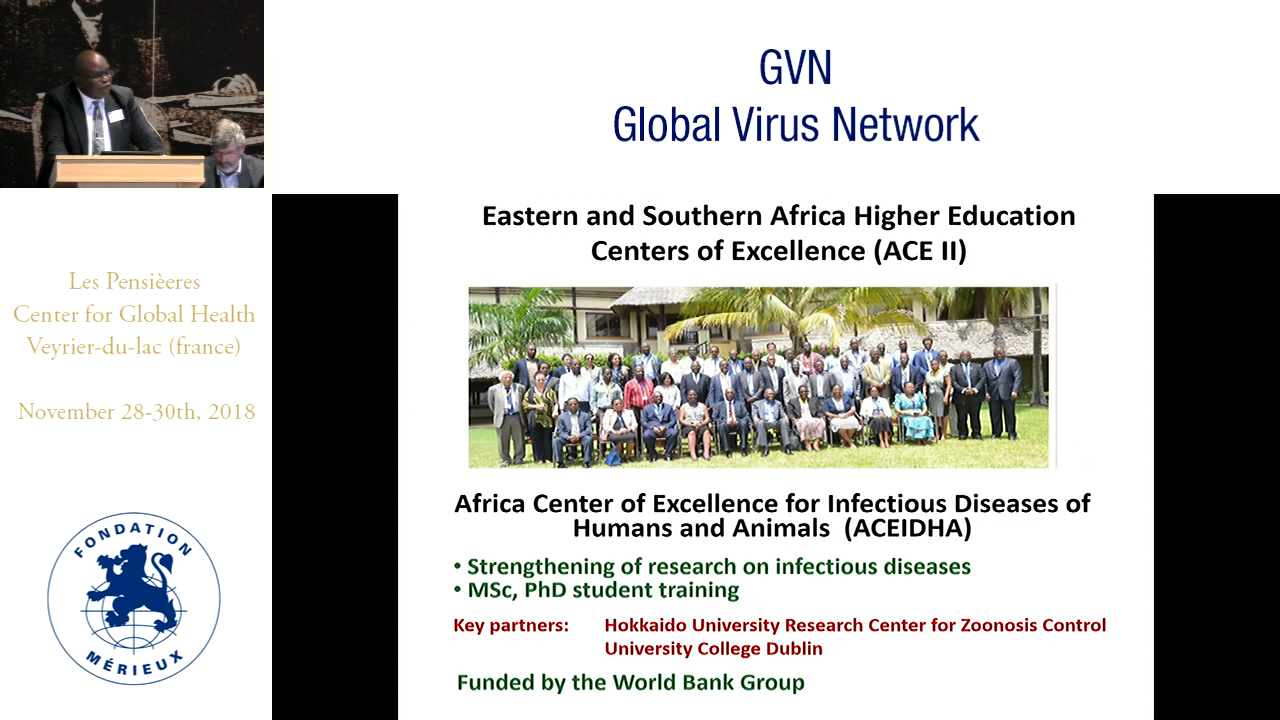 GVN
Global Virus Network
Eastern and Southern Africa Higher Education
Centers of Excellence (ACE II)
Les Pensièeres
Center for Global Health
Veyrier-du-lac (france)
November 28-30th, 2018
FONDATION
MÉRIEUX
Africa Center of Excellence for Infectious Diseases of
Humans and Animals (ACEIDHA)
• Strengthening of research on infectious diseases
• MSc, PhD student training
Key partners: Hokkaido University Research Center for Zoonosis Control
University College Dublin
Funded by the World Bank Group